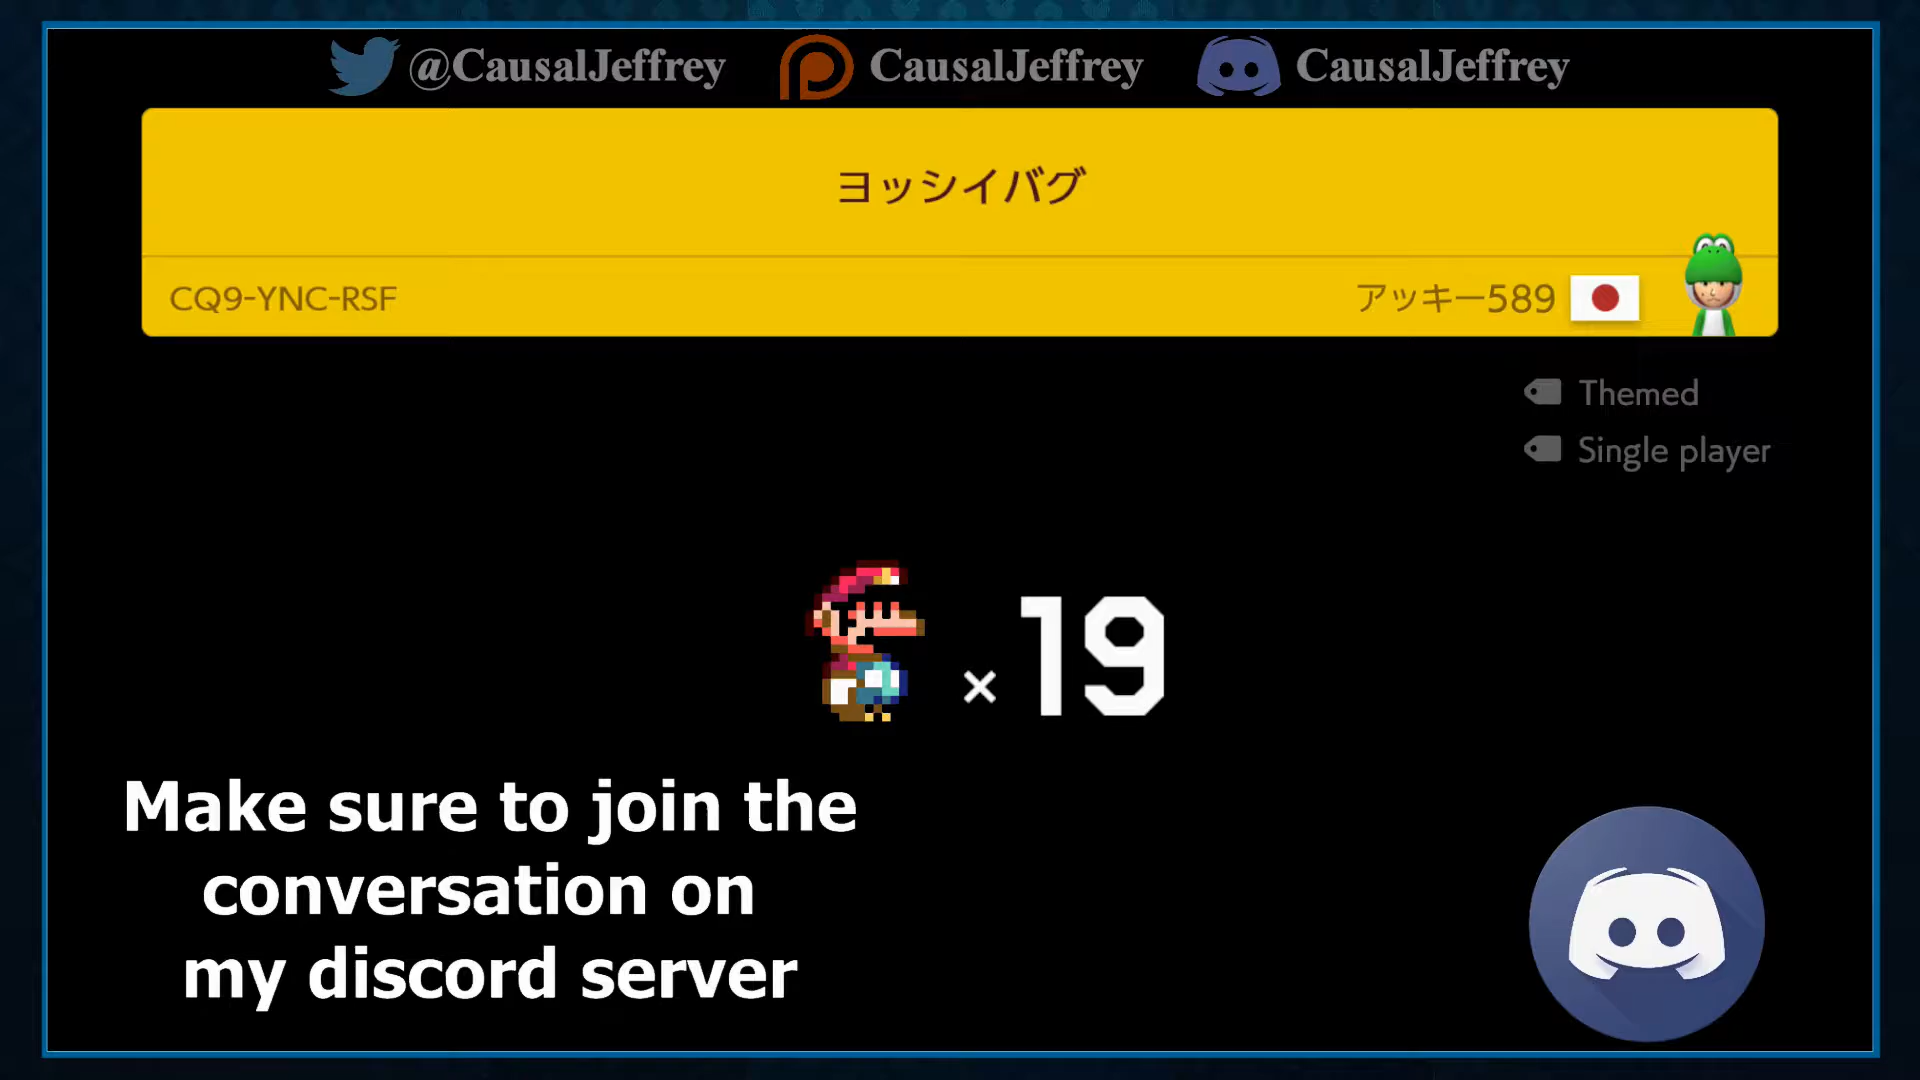 @CausalJeffrey CausalJeffrey CausalJeffrey
ヨッシイバグ
CQ9-YNC-RSF アッキー589
Themed
Single player
× 19
Make sure to join the
conversation on
my discord server